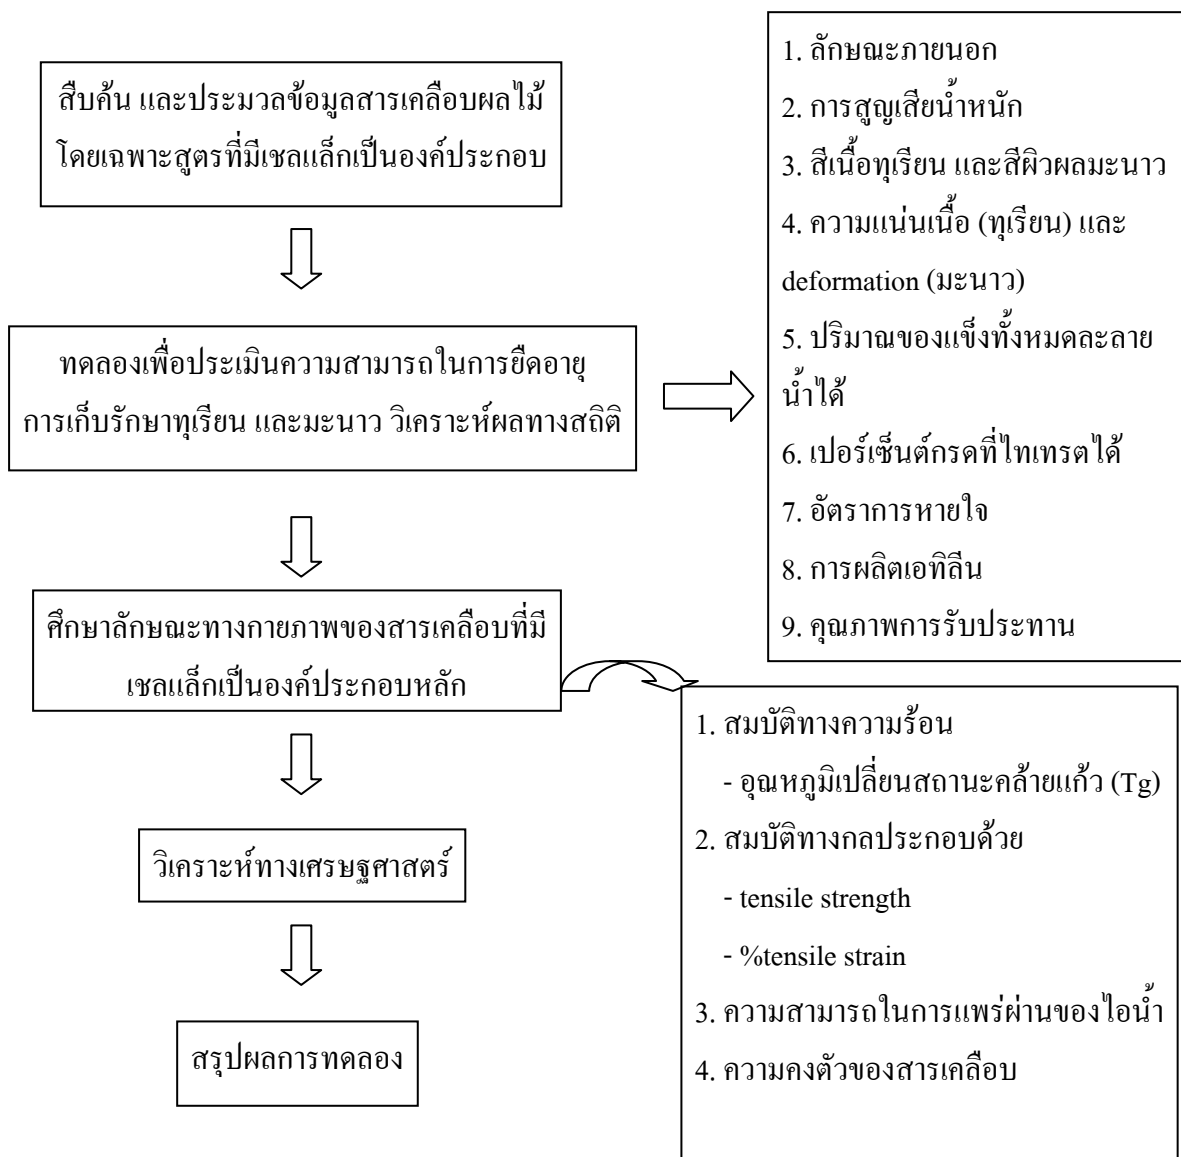 สืบค้น และประมวลข้อมูลสารเคลือบผลไม้
โดยเฉพาะสูตรที่มีเชลแล็กเป็นองค์ประกอบ
ทดลองเพื่อประเมินความสามารถในการยืดอายุ
การเก็บรักษาทุเรียน และมะนาว วิเคราะห์ผลทางสถิติ
1. ลักษณะภายนอก
2. การสูญเสียน้ำหนัก
3. สีเนื้อทุเรียน และสีผิวผลมะนาว
4. ความแน่นเนื้อ (ทุเรียน) และ
deformation (มะนาว)
5. ปริมาณของแข็งทั้งหมดละลาย
น้ำได้
6. เปอร์เซ็นต์กรดที่ไทเทรตได้
7. อัตราการหายใจ
8. การผลิตเอทิลีน
9. คุณภาพการรับประทาน
ศึกษาลักษณะทางกายภาพของสารเคลือบที่มี
เชลแล็กเป็นองค์ประกอบหลัก
1. สมบัติทางความร้อน
- อุณหภูมิเปลี่ยนสถานะคล้ายแก้ว (Tg)
2. สมบัติทางกลประกอบด้วย
- tensile strength
- %tensile strain
3. ความสามารถในการแพร่ผ่านของไอน้ำ
4. ความคงตัวของสารเคลือบ
วิเคราะห์ทางเศรษฐศาสตร์
สรุปผลการทดลอง